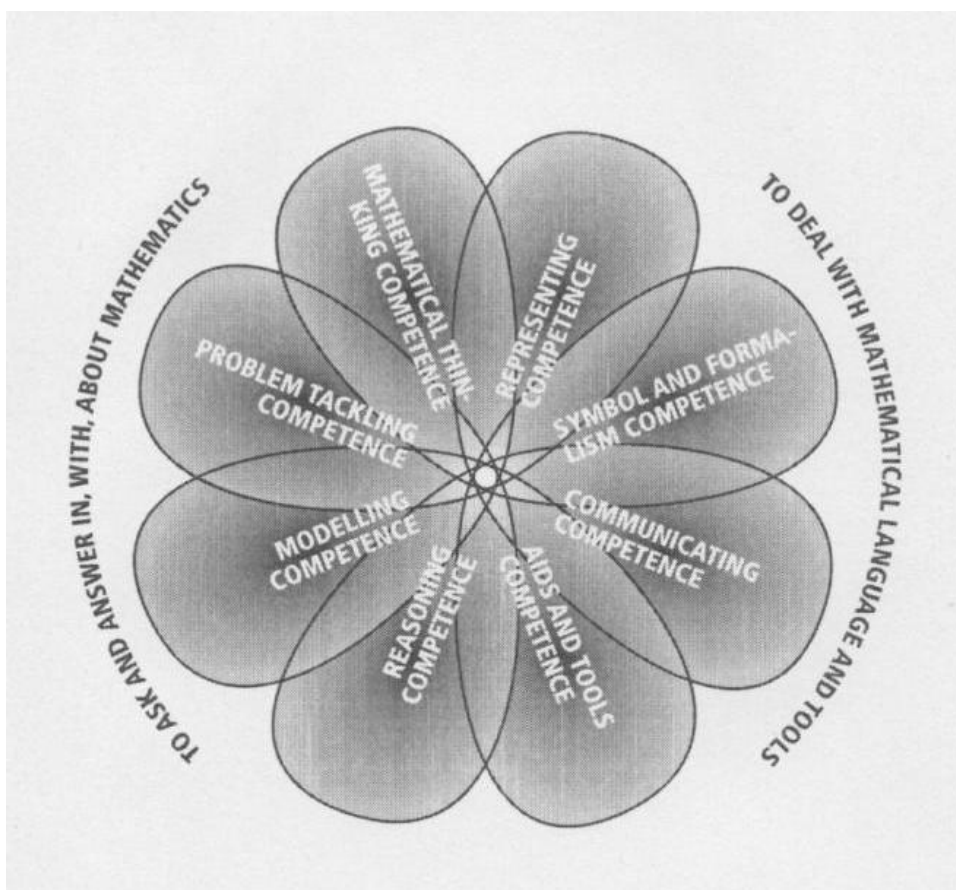 TO ASK AND ANSWER IN, WITH, ABOUT MATHEMATICS
TO DEAL WITH MATHEMATICAL LANGUAGE AND TOOLS
MATHEMATICAL THIN-
KING COMPETENCE
REPRESENTING
COMPETENCE
PROBLEM TACKLING
COMPETENCE
SYMBOL AND FORMA-
LISM COMPETENCE
MODELLING
COMPETENCE
COMMUNICATING
COMPETENCE
REASONING
COMPETENCE
AIDS AND TOOLS
COMPETENCE